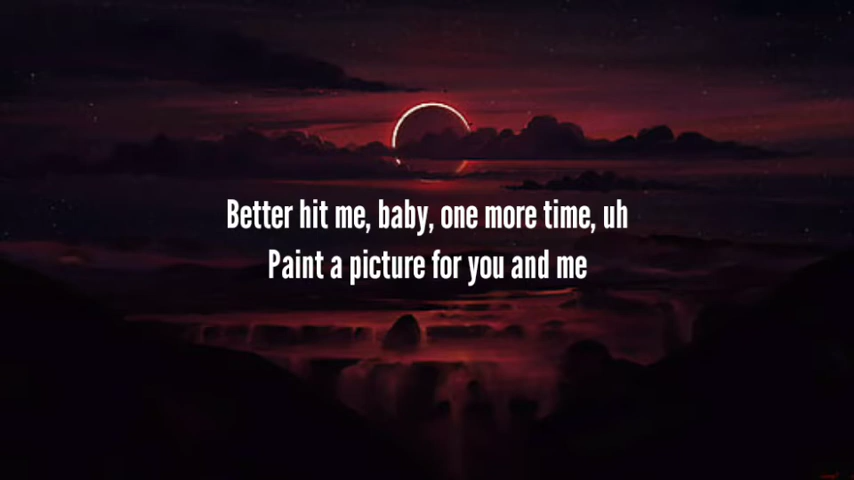 Better hit me, baby, one more time, uh
Paint a picture for you and me